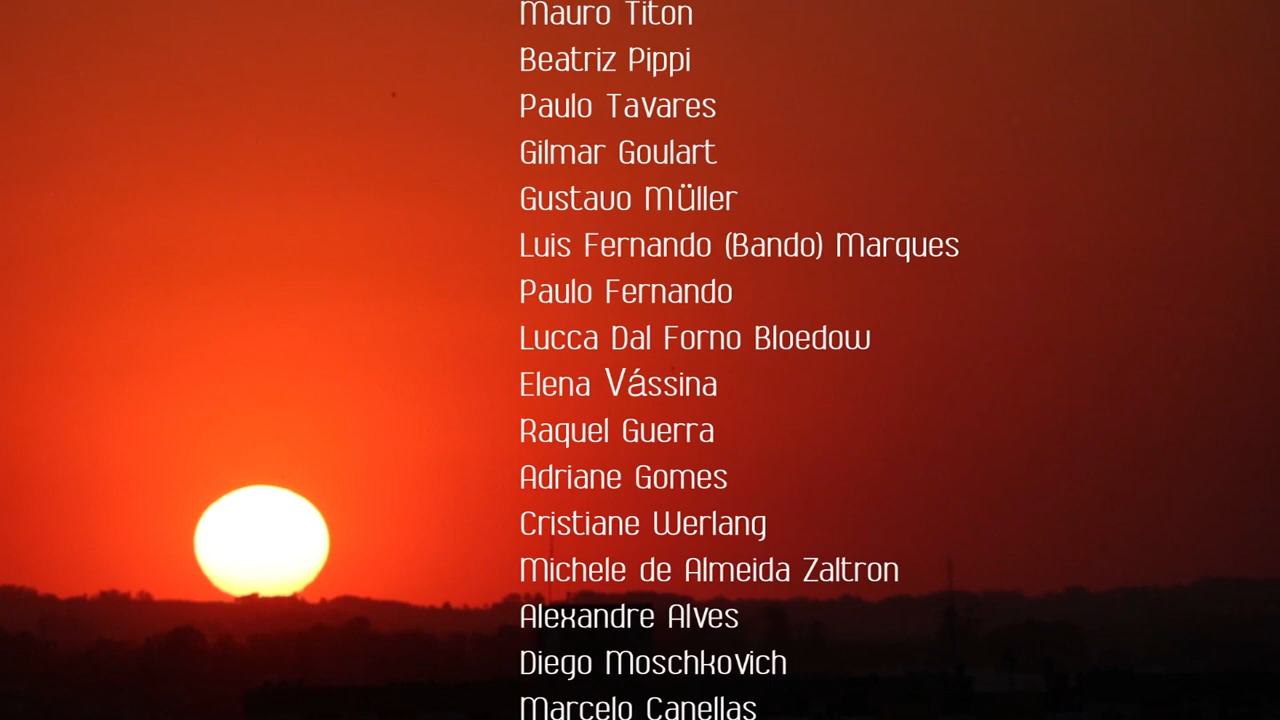 Mauro Titon
Beatriz Pippi
Paulo Tavares
Gilmar Goulart
Gustavo Müller
Luis Fernando (Bando) Marques
Paulo Fernando
Lucca Dal Forno Bloedow
Elena Vássina
Raquel Guerra
Adriane Gomes
Cristiane Werlang
Michele de Almeida Zaltron
Alexandre Alves
Diego Moschkovich
Marcelo Canellas